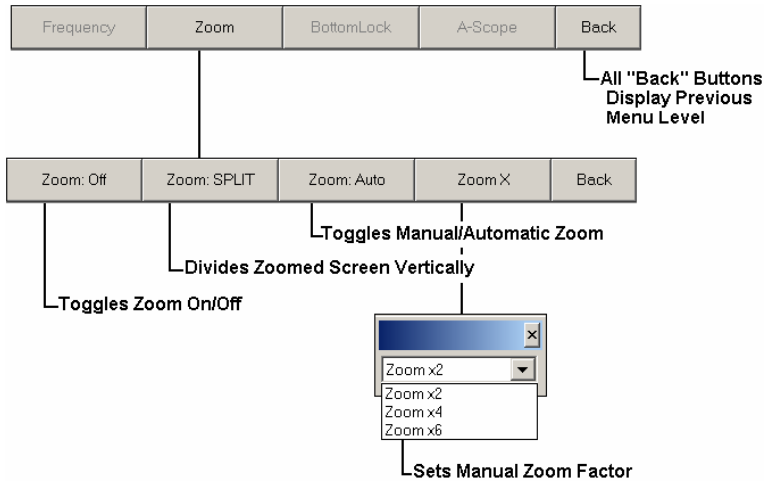 Frequency Zoom BottomLock A-Scope Back
All "Back" Buttons
Display Previous
Menu Level
Zoom: Off Zoom: SPLIT Zoom: Auto Zoom X Back
Toggles Manual/Automatic Zoom
Divides Zoomed Screen Vertically
Toggles Zoom On/Off
Zoom x2
Zoom x2
Zoom x4
Zoom x6
Sets Manual Zoom Factor